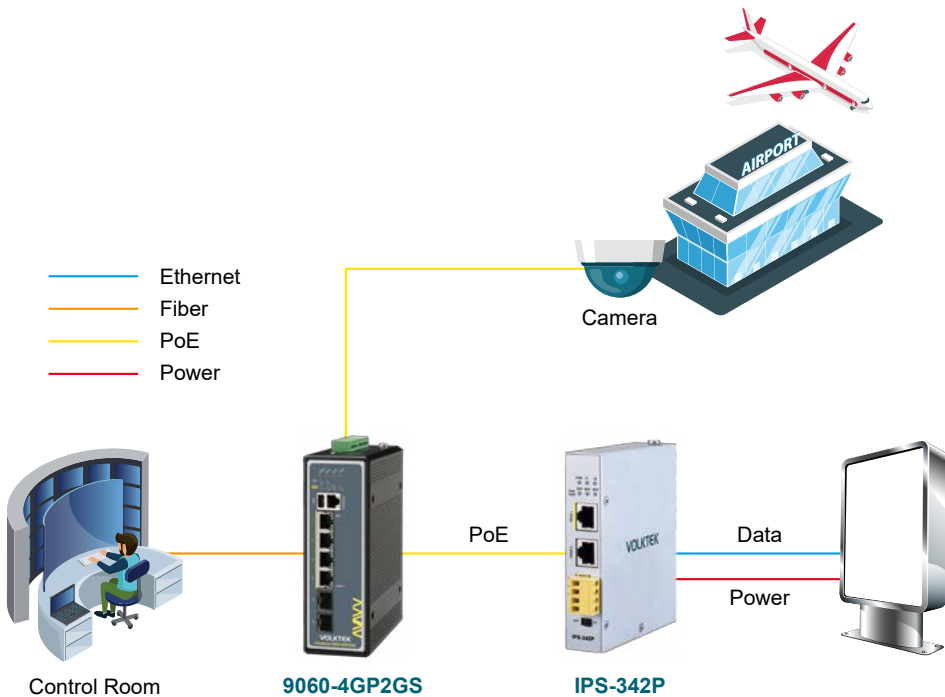 AIRPORT
Camera
Ethernet
Fiber
PoE
Power
VOLKTEK
VOLKTEK
IPS-342P
PoE
Data
Power
Control Room
9060-4GP2GS
IPS-342P